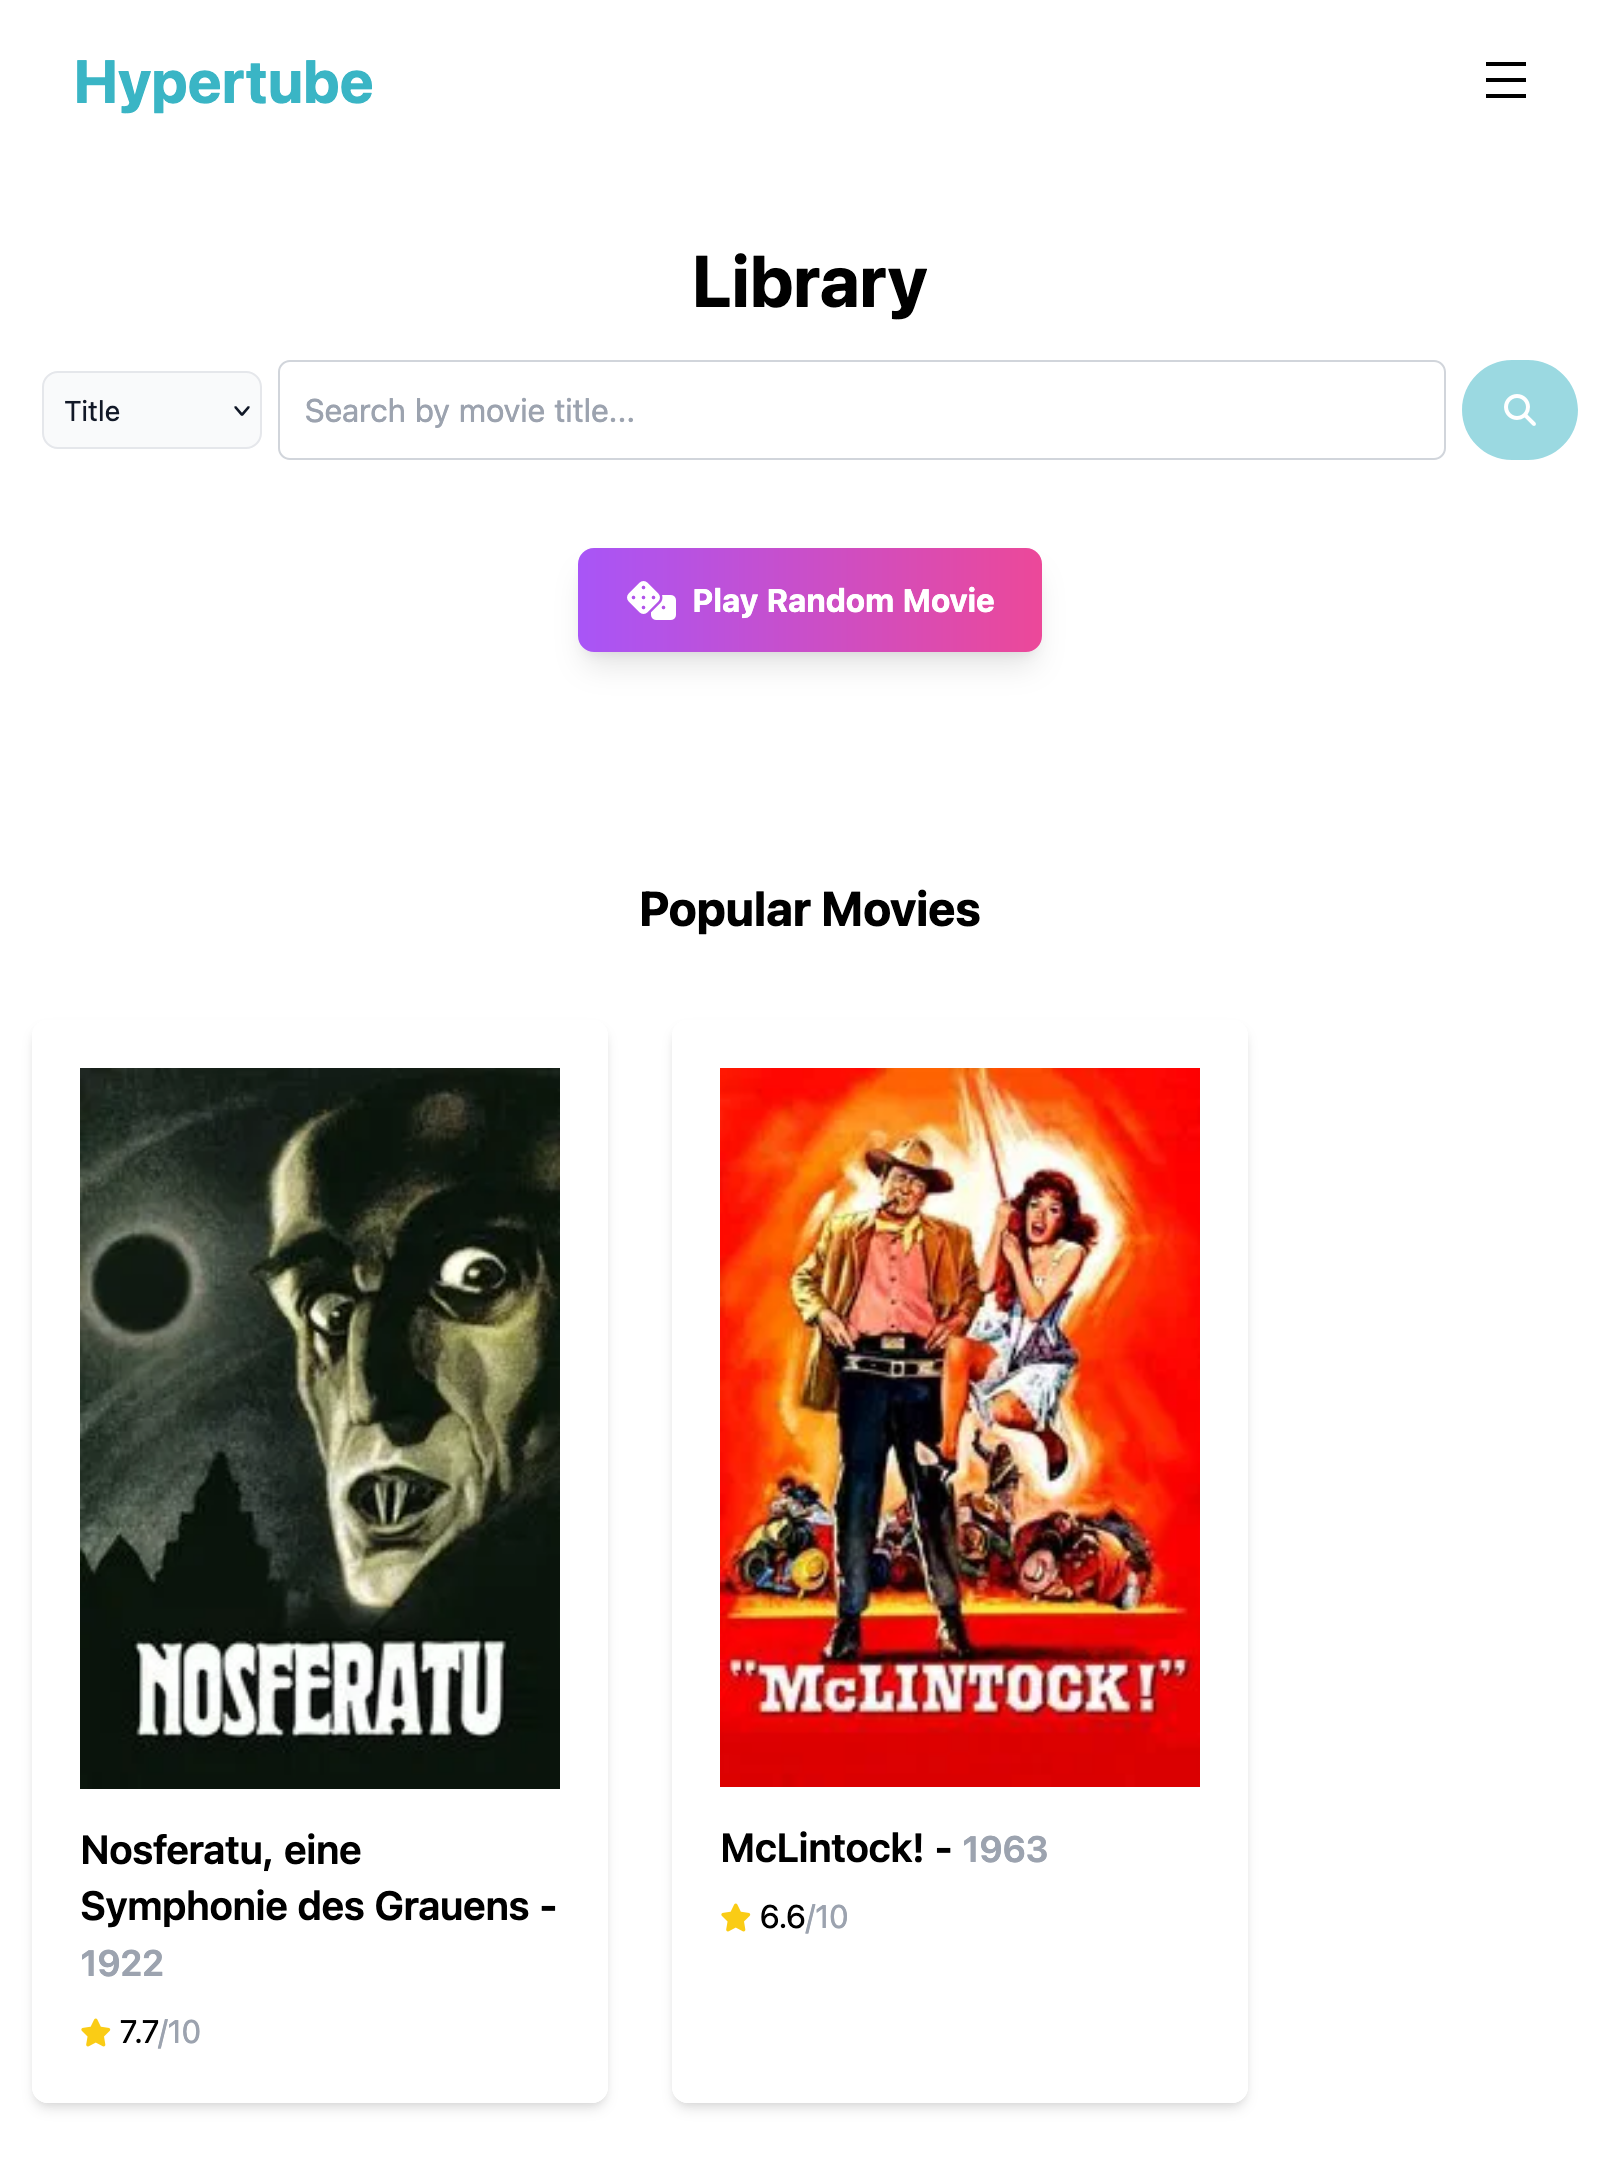 Hypertube
Library
Title
Search by movie title...
Play Random Movie
Popular Movies
NOSFERATU
Nosferatu, eine
Symphonie des Grauens -
1922
7.7/10
"McLINTOCK!"
McLintock! - 1963
6.6/10